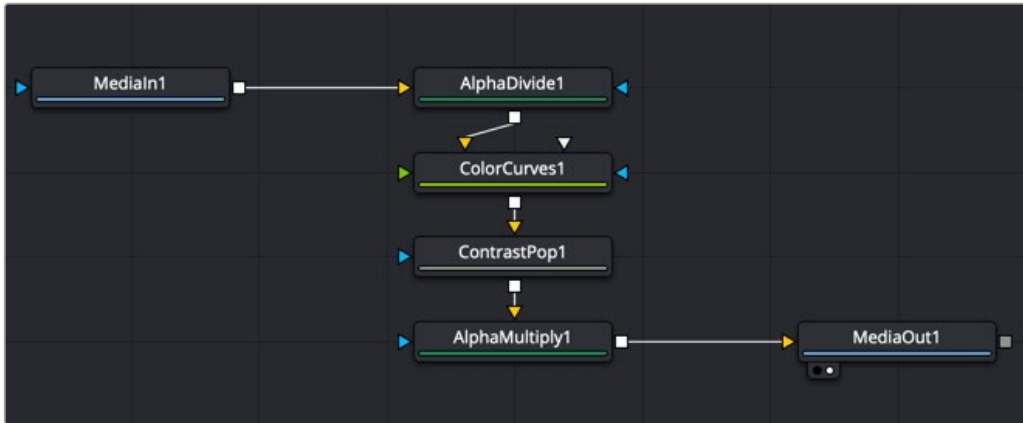 MediaIn1
AlphaDivide1
ColorCurves1
ContrastPop1
AlphaMultiply1
MediaOut1